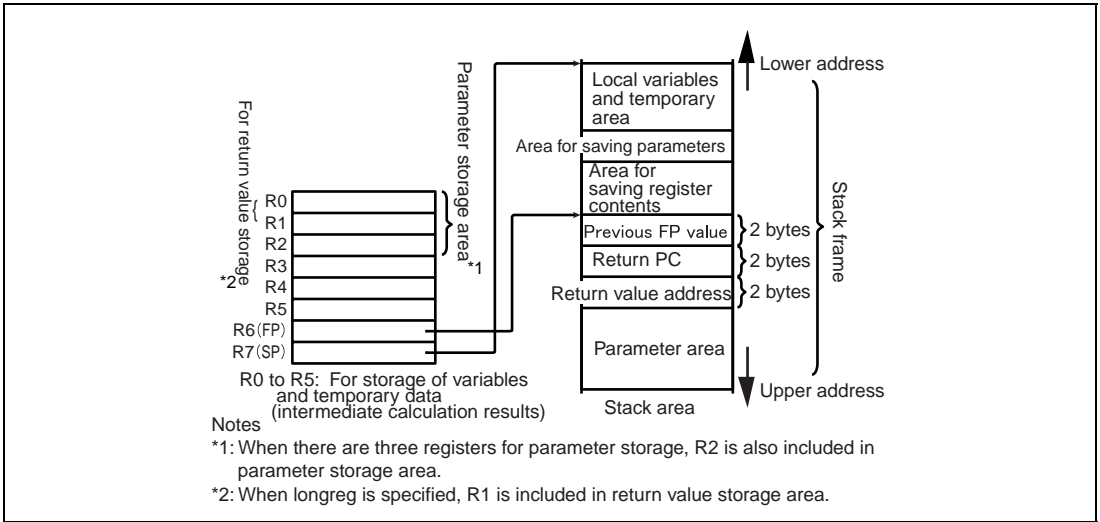 For return value storage
*2
Parameter storage area
*1
R0
R1
R2
R3
R4
R5
R6(FP)
R7(SP)
R0 to R5: For storage of variables
and temporary data
(intermediate calculation results)
Lower address
Local variables
and temporary
area
Area for saving parameters
Area for
saving register
contents
Previous FP value
2 bytes
Return PC
2 bytes
Return value address
2 bytes
Parameter area
Stack frame
Upper address
Stack area
Notes
*1: When there are three registers for parameter storage, R2 is also included in
parameter storage area.
*2: When longreg is specified, R1 is included in return value storage area.